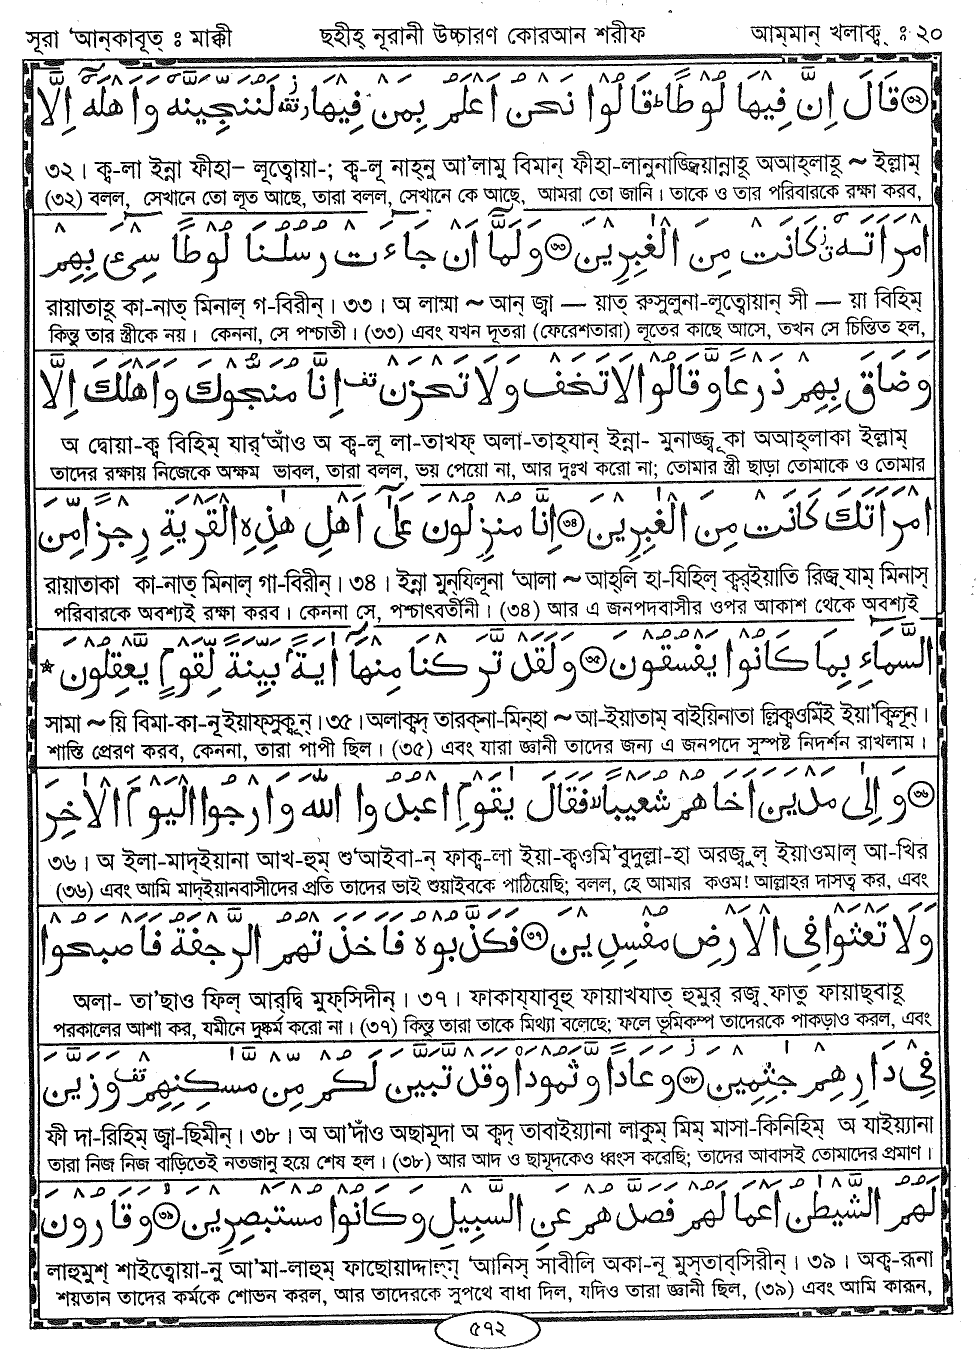 সূরা 'আন্‌কাবূত্ : মাক্কী ছহীহ্ নূরানী উচ্চারণ কোরআন শরীফ আম্‌মান্ খলাক্ব্ : ২০
﴿٣٢﴾ قَالَ إِنَّ فِيهَا لُوطًا ۚ قَالُوا نَحْنُ أَعْلَمُ بِمَنْ فِيهَا ۖ لَنُنَجِّيَنَّهُ وَأَهْلَهُ إِلَّا
৩২। ক্ব-লা ইন্না ফীহা– লূত্বোয়া-; ক্ব-লূ নাহ্‌নু আ'লামু বিমান্ ফীহা-লানুনাজ্জিয়ান্নাহূ অআহ্‌লাহূ ~ ইল্লাম্
(৩২) বলল, সেখানে তো লূত আছে, তারা বলল, সেখানে কে আছে, আমরা তো জানি। তাকে ও তার পরিবারকে রক্ষা করব,
امْرَأَتَهُ كَانَتْ مِنَ الْغٰبِرِيْنَ ﴿٣٣﴾ وَلَمَّا أَنْ جَاءَتْ رُسُلُنَا لُوطًا سِيءَ بِهِمْ
রায়াতাহূ কা-নাত্ মিনাল্ গ-বিরীন্। ৩৩। অ লাম্মা ~ আন্ জ্বা — য়াত্ রুসুলুনা-লূত্বোয়ান্ সী — য়া বিহিম্
কিন্তু তার স্ত্রীকে নয়। কেননা, সে পশ্চাতী। (৩৩) এবং যখন দূতরা (ফেরেশতারা) লূতের কাছে আসে, তখন সে চিন্তিত হল,
وَضَاقَ بِهِمْ ذَرْعًا وَقَالُوا لَا تَخَفْ وَلَا تَحْزَنْ ۖ إِنَّا مُنَجُّوكَ وَأَهْلَكَ إِلَّا
অ দ্বোয়া-ক্ব বিহিম্ যার্'আঁও অ ক্ব-লূ লা-তাখফ্ অলা-তাহ্‌যান্ ইন্না- মুনাজ্জ্বূকা অআহ্‌লাকা ইল্লাম্
তাদের রক্ষায় নিজেকে অক্ষম ভাবল, তারা বলল, ভয় পেয়ো না, আর দুঃখ করো না; তোমার স্ত্রী ছাড়া তোমাকে ও তোমার
امْرَأَتَكَ كَانَتْ مِنَ الْغٰبِرِيْنَ ﴿٣٤﴾ إِنَّا مُنْزِلُونَ عَلَىٰ أَهْلِ هٰذِهِ الْقَرْيَةِ رِجْزًا مِنَ
রায়াতাকা কা-নাত্ মিনাল্ গা-বিরীন্। ৩৪। ইন্না মুন্‌যিলূনা 'আলা ~ আহ্‌লি হা-যিহিল্ ক্বর্‌ইয়াতি রিজ্ব্‌যাম্ মিনাস্
পরিবারকে অবশ্যই রক্ষা করব। কেননা সে, পশ্চাৎবর্তীনী। (৩৪) আর এ জনপদবাসীর ওপর আকাশ থেকে অবশ্যই
السَّمَاءِ بِمَا كَانُوا يَفْسُقُونَ ﴿٣٥﴾ وَلَقَدْ تَرَكْنَا مِنْهَا آيَةً بَيِّنَةً لِقَوْمٍ يَعْقِلُونَ *
সামা ~ য়ি বিমা-কা-নূ ইয়াফ্‌সুক্বূন্। ৩৫। অলাক্বদ্ তারক্‌না-মিন্‌হা ~ আ-ইয়াতাম্ বাইয়িনাতা ল্লিক্বওমিঁই ইয়া'ক্বিলূন্।
শাস্তি প্রেরণ করব, কেননা, তারা পাপী ছিল। (৩৫) এবং যারা জ্ঞানী তাদের জন্য এ জনপদে সুস্পষ্ট নিদর্শন রাখলাম।
﴿٣٦﴾ وَإِلَىٰ مَدْيَنَ أَخَاهُمْ شُعَيْبًا فَقَالَ يٰقَوْمِ اعْبُدُوا اللَّهَ وَارْجُوا الْيَوْمَ الْآخِرَ
৩৬। অ ইলা-মাদ্‌ইয়ানা আখ-হুম্ শু'আইবা-ন্ ফাক্ব-লা ইয়া-ক্বওমি'বুদুল্লা-হা অরজ্বূল্ ইয়াওমাল্ আ-খির
(৩৬) এবং আমি মাদ্‌ইয়ানবাসীদের প্রতি তাদের ভাই শুয়াইবকে পাঠিয়েছি; বলল, হে আমার কওম! আল্লাহর দাসত্ব কর, এবং
وَلَا تَعْثَوْا فِي الْأَرْضِ مُفْسِدِينَ ﴿٣٧﴾ فَكَذَّبُوهُ فَأَخَذَتْهُمُ الرَّجْفَةُ فَأَصْبَحُوا
অলা- তা'ছাও ফিল্ আর্‌দ্বি মুফ্‌সিদীন্। ৩৭। ফাকায্‌যাবূহু ফায়াখযাত্ হুমুর্ রজ্ব্‌ফাতু ফায়াছ্‌বাহূ
পরকালের আশা কর, যমীনে দুষ্কর্ম করো না। (৩৭) কিন্তু তারা তাকে মিথ্যা বলেছে; ফলে ভূমিকম্প তাদেরকে পাকড়াও করল, এবং
فِي دَارِهِمْ جٰثِمِيْنَ ﴿٣٨﴾ وَعَادًا وَثَمُودَا وَقَدْ تَبَيَّنَ لَكُمْ مِنْ مَسٰكِنِهِمْ ۖ وَزَيَّنَ
ফী দা-রিহিম্ জ্বা-ছিমীন্। ৩৮। অ আ'দাঁও অছামূদা অ ক্বদ্ তাবাইয়্যানা লাকুম্ মিম্ মাসা-কিনিহিম্ অ যাইয়্যানা
তারা নিজ নিজ বাড়িতেই নতজানু হয়ে শেষ হল। (৩৮) আর আদ ও ছামূদকেও ধ্বংস করেছি; তাদের আবাসই তোমাদের প্রমাণ।
لَهُمُ الشَّيْطٰنُ أَعْمَالَهُمْ فَصَدَّهُمْ عَنِ السَّبِيلِ وَكَانُوا مُسْتَبْصِرِينَ ﴿٣٩﴾ وَقَارُونَ
লাহুমুশ্ শাইত্বোয়া-নু আ'মা-লাহুম্ ফাছোয়াদ্দাহুম্ 'আনিস্ সাবীলি অকা-নূ মুস্‌তাব্‌সিরীন্। ৩৯। অক্ব-রূনা
শয়তান তাদের কর্মকে শোভন করল, আর তাদেরকে সুপথে বাধা দিল, যদিও তারা জ্ঞানী ছিল, (৩৯) এবং আমি কারূন,
৫৭২